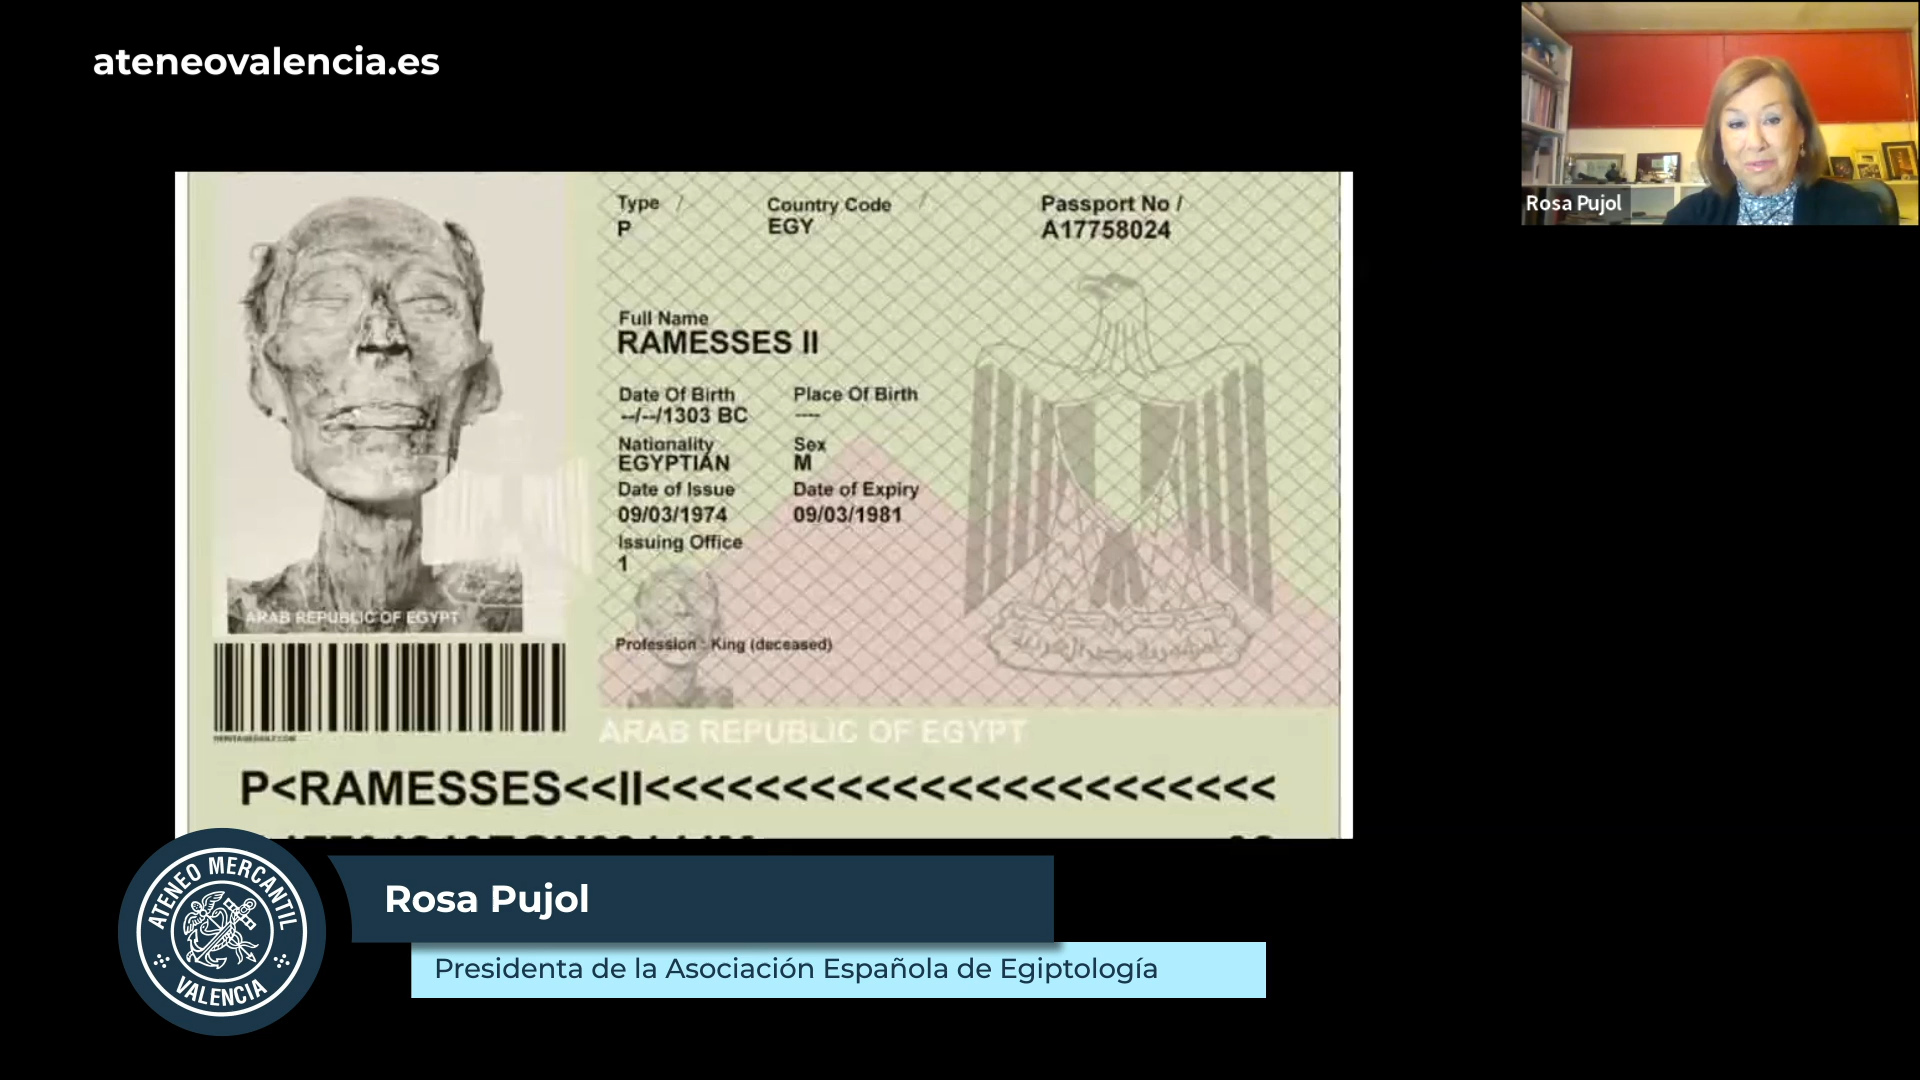 ateneovalencia.es
Rosa Pujol
Type / Country Code / Passport No /
P EGY A17758024
Full Name
RAMESSES II
Date Of Birth Place Of Birth
--/--/1303 BC ----
Nationality Sex
EGYPTIAN M
Date of Issue Date of Expiry
09/03/1974 09/03/1981
Issuing Office
1
ARAB REPUBLIC OF EGYPT
Profession : King (deceased)
HERITAGEDAILY.COM
ARAB REPUBLIC OF EGYPT
P<RAMESSES<<II<<<<<<<<<<<<<<<<<<<<<<<
ATENEO MERCANTIL
VALENCIA
Rosa Pujol
Presidenta de la Asociación Española de Egiptología